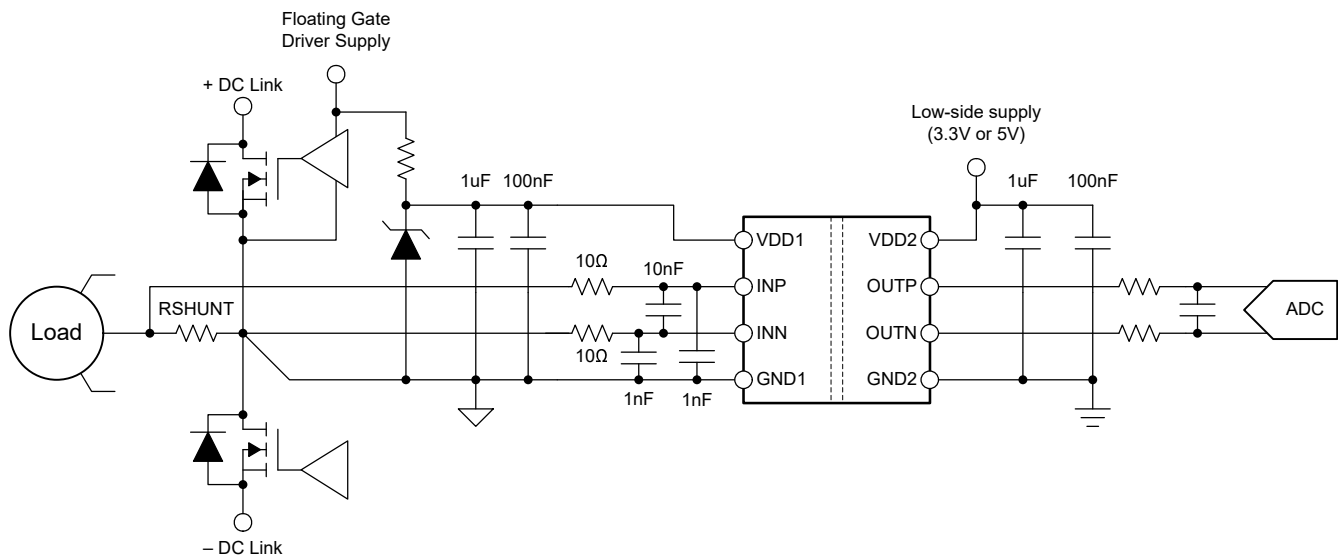 Floating Gate
Driver Supply
+ DC Link
Low-side supply
(3.3V or 5V)
1uF
100nF
1uF
100nF
VDD1
VDD2
10Ω
10nF
INP
OUTP
RSHUNT
Load
ADC
INN
OUTN
10Ω
GND1
GND2
1nF
1nF
– DC Link